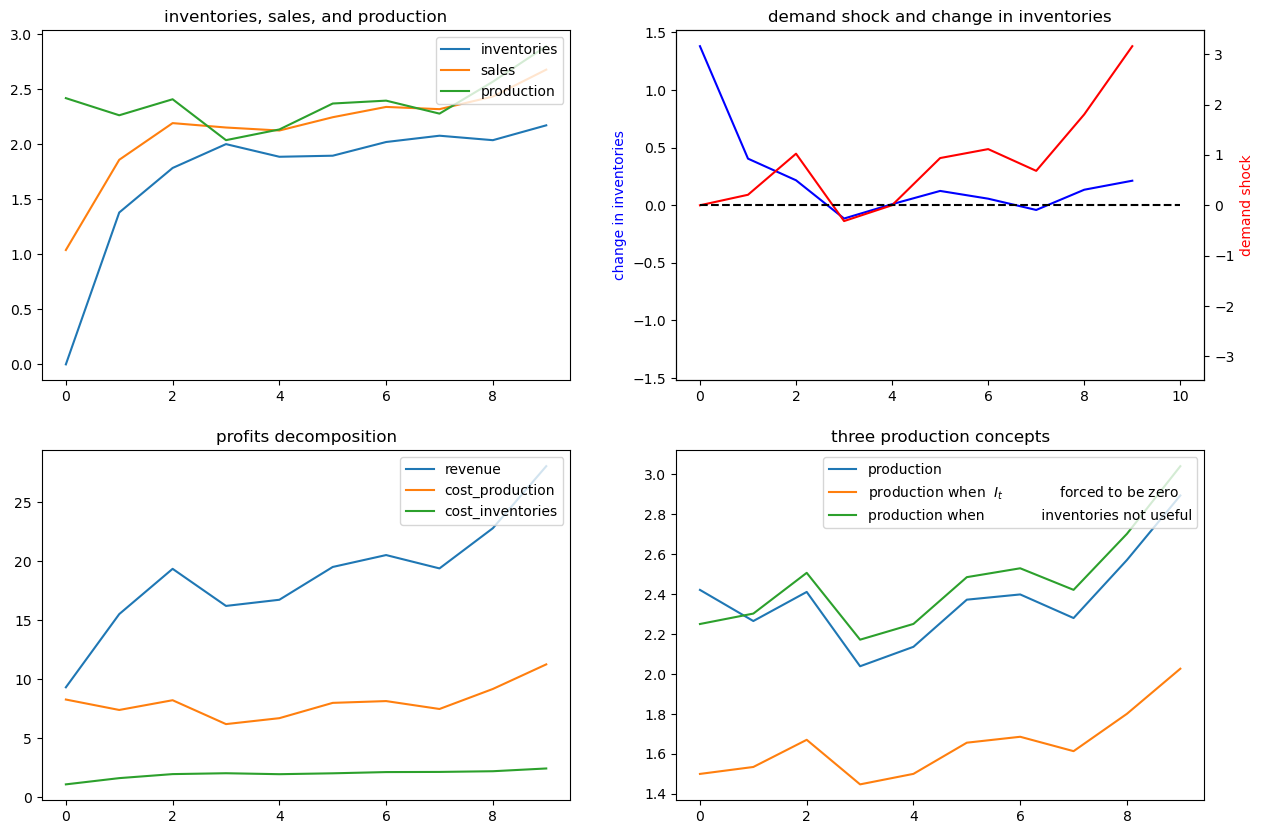 inventories, sales, and production
3.0
2.5
2.0
1.5
1.0
0.5
0.0
0 2 4 6 8
inventories
sales
production
demand shock and change in inventories
change in inventories
1.5
1.0
0.5
0.0
−0.5
−1.0
−1.5
0 2 4 6 8 10
3
2
1
0
−1
−2
−3
demand shock
profits decomposition
25
20
15
10
5
0
0 2 4 6 8
revenue
cost_production
cost_inventories
three production concepts
3.0
2.8
2.6
2.4
2.2
2.0
1.8
1.6
1.4
0 2 4 6 8
production
production when I_t forced to be zero
production when inventories not useful